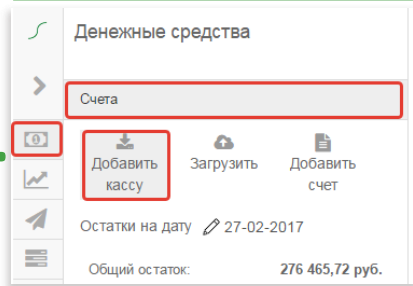 Денежные средства
Счета
Добавить кассу
Загрузить
Добавить счет
Остатки на дату 27-02-2017
Общий остаток: 276 465,72 руб.